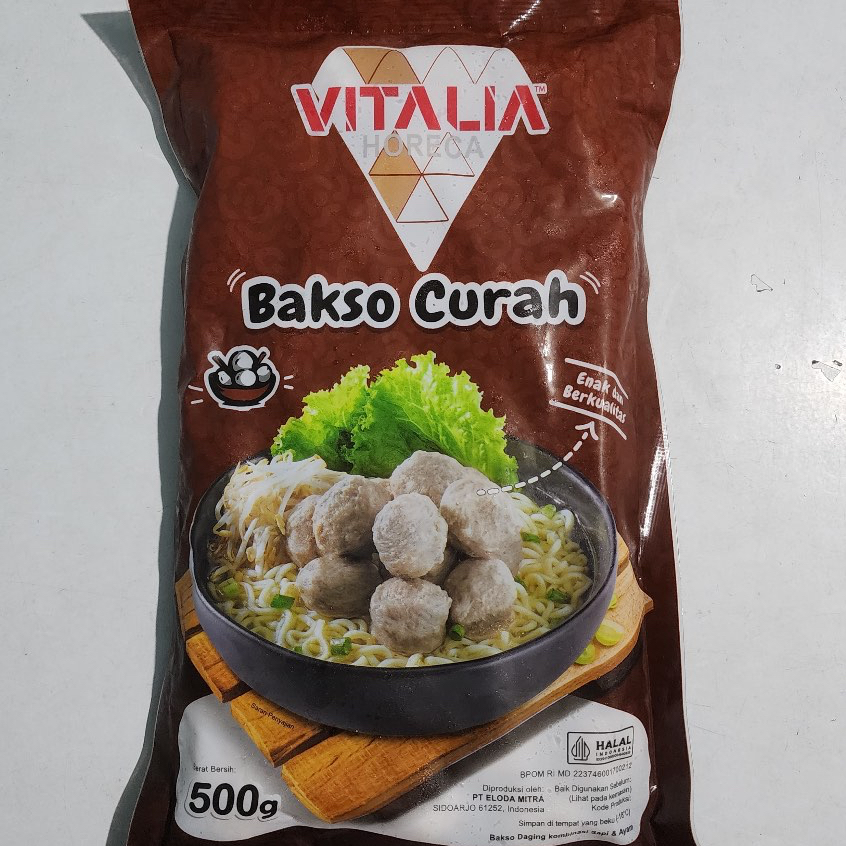 VITALIA™
HORECA
Bakso Curah
Enak dan
Berkualitas
Saran Penyajian
Berat Bersih:
500g
HALAL
INDONESIA
BPOM RI MD
Diproduksi oleh:
PT ELODA MITRA
SIDOARJO 61252, Indonesia
Baik Digunakan Sebelum:
(Lihat pada kemasan)
Kode Produksi:
Simpan di tempat yang beku (-18°C)
Bakso Daging kombinasi Sapi & Ayam